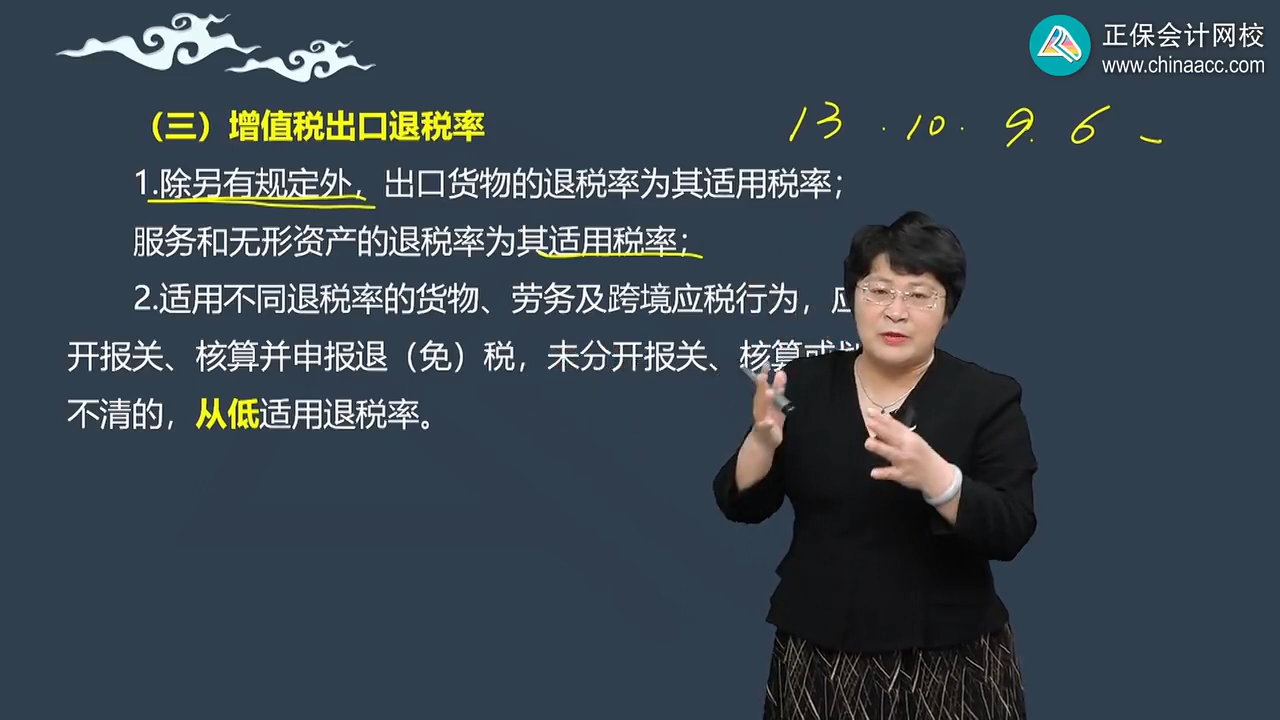 正保会计网校
www.chinaacc.com
（三）增值税出口退税率
13 . 10 . 9 . 6
1.除另有规定外，出口货物的退税率为其适用税率；
服务和无形资产的退税率为其适用税率；
2.适用不同退税率的货物、劳务及跨境应税行为，应
开报关、核算并申报退（免）税，未分开报关、核算或划
不清的，从低适用退税率。